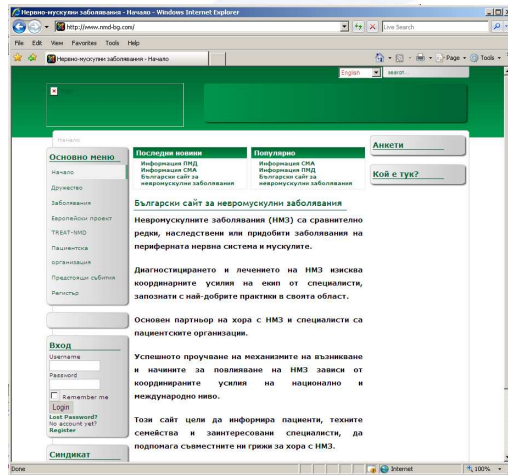 Нервно-мускулни заболявания - Начало - Windows Internet Explorer
http://www.nmd-bg.com/
Live Search
File Edit View Favorites Tools Help
Нервно-мускулни заболявания - Начало
Page Tools
English
search...
Начало
Основно меню
Начало
Дружество
Заболявания
Европейски проект
TREAT-NMD
Пациентска
организация
Предстоящи събития
Регистър
Вход
Username
Password
Remember me
Login
Lost Password?
No account yet?
Register
Синдикат
Последни новини
Информация ПМД
Информация СМА
Български сайт за
невромускулни заболявания
Популярно
Информация СМА
Информация ПМД
Български сайт за
невромускулни заболявания
Български сайт за невромускулни заболявания
Невромускулните заболявания (НМЗ) са сравнително
редки, наследствени или придобити заболявания на
периферната нервна система и мускулите.
Диагностицирането и лечението на НМЗ изисква
координарните усилия на екип от специалисти,
запознати с най-добрите практики в своята област.
Основен партньор на хора с НМЗ и специалисти са
пациентските организации.
Успешното проучване на механизмите на възникване
и начините за повлияване на НМЗ зависи от
координираните усилия на национално и
международно ниво.
Този сайт цели да информира пациенти, техните
семейства и заинтересовани специалисти, да
подпомага съвместните ни грижи за хора с НМЗ.
Анкети
Кой е тук?
Done
Internet
100%